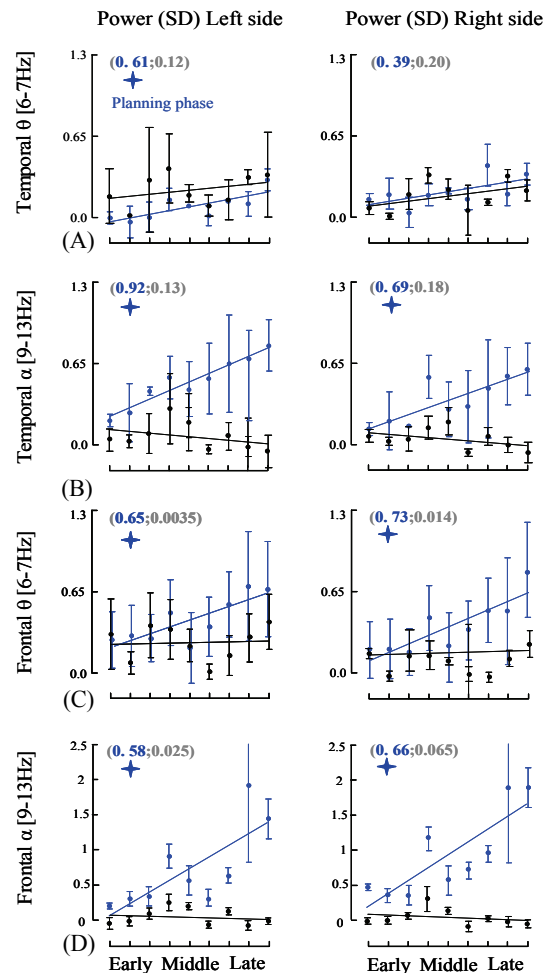 Power (SD) Left side
Power (SD) Right side
Temporal θ [6-7Hz]
1.3
0.65
0.0
(0. 61;0.12)
Planning phase
(0. 39;0.20)
(A)
Temporal α [9-13Hz]
1.3
0.65
0.0
(0.92;0.13)
(0. 69;0.18)
(B)
Frontal θ [6-7Hz]
1.3
0.65
0.0
(0.65;0.0035)
(0. 73;0.014)
(C)
Frontal α [9-13Hz]
2.5
2
1.5
1
0.5
0
(0. 58;0.025)
(0. 66;0.065)
(D)
Early Middle Late
Early Middle Late